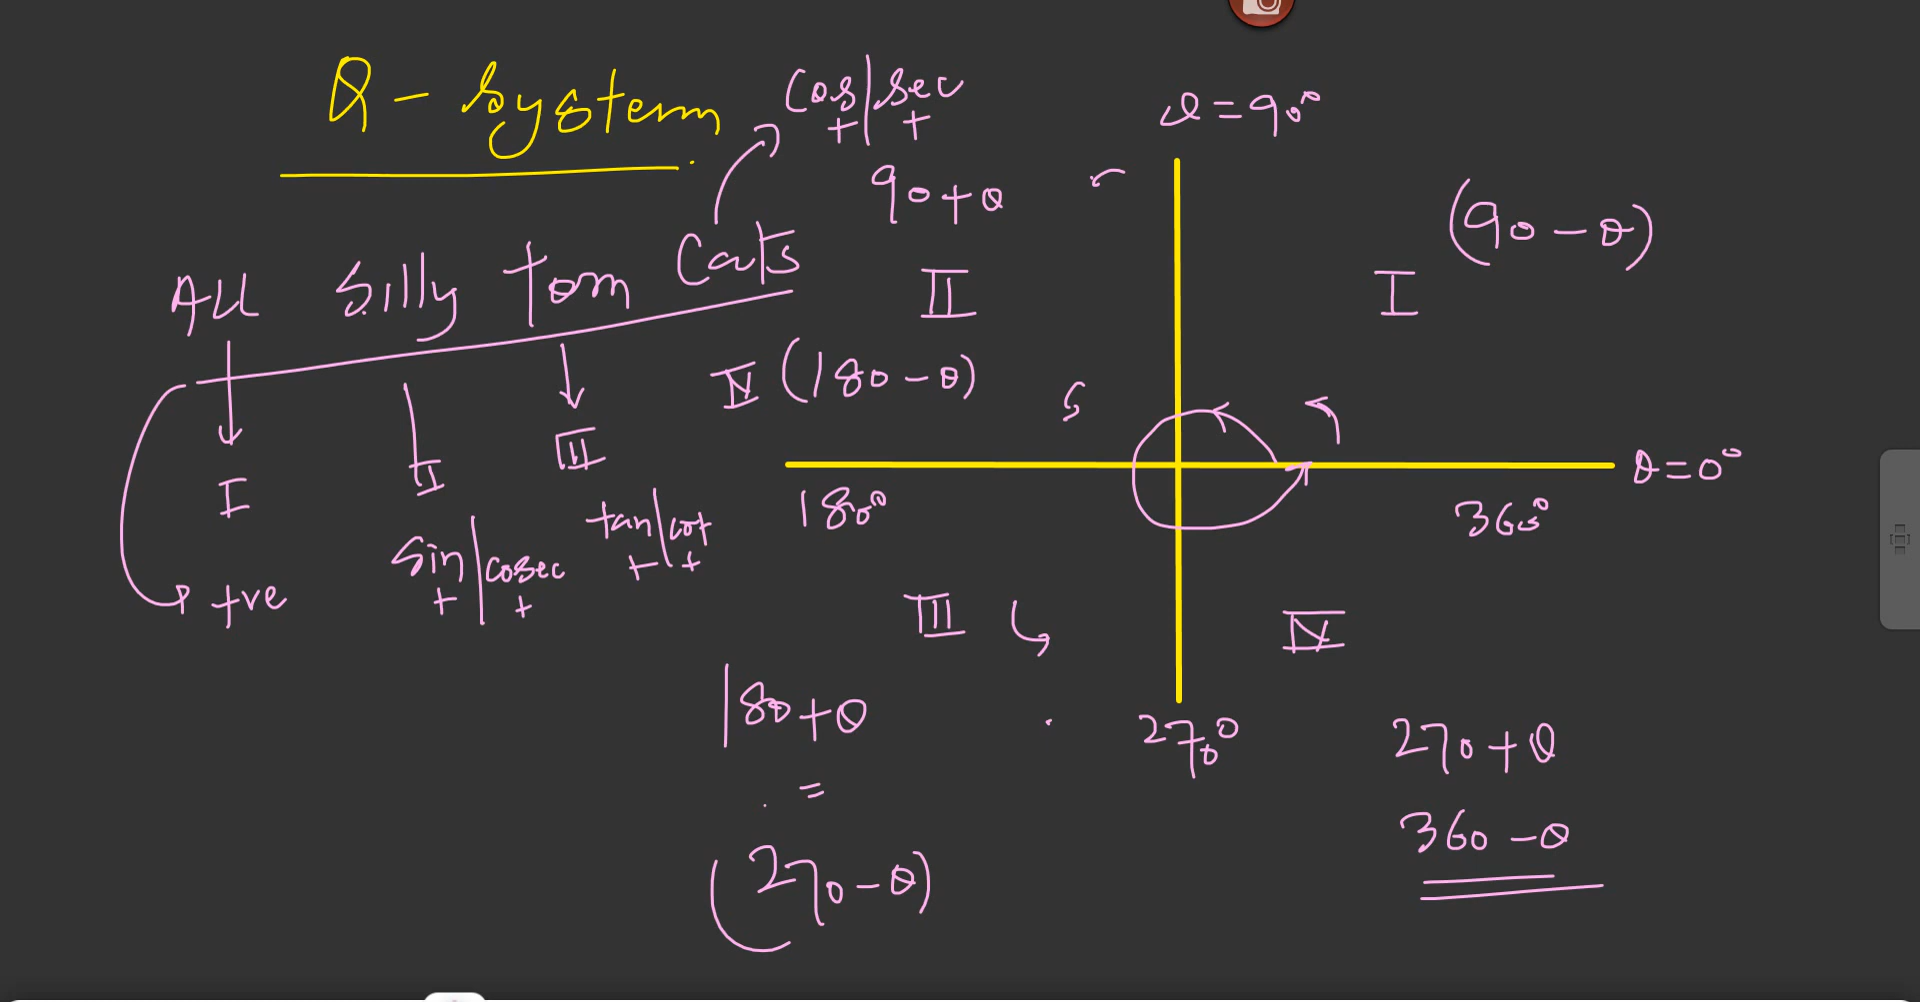 Q - System
Cos | sec
+ | +
θ = 90°
90 + θ
(90 - θ)
ALL Silly Tom Cats
II
I
IV (180 - θ)
I
II
III
θ = 0°
180°
360°
sin | cosec
+ | +
tan | cot
+ | +
+ve
III
IV
180 + θ
270°
270 + θ
=
360 - θ
(270 - θ)